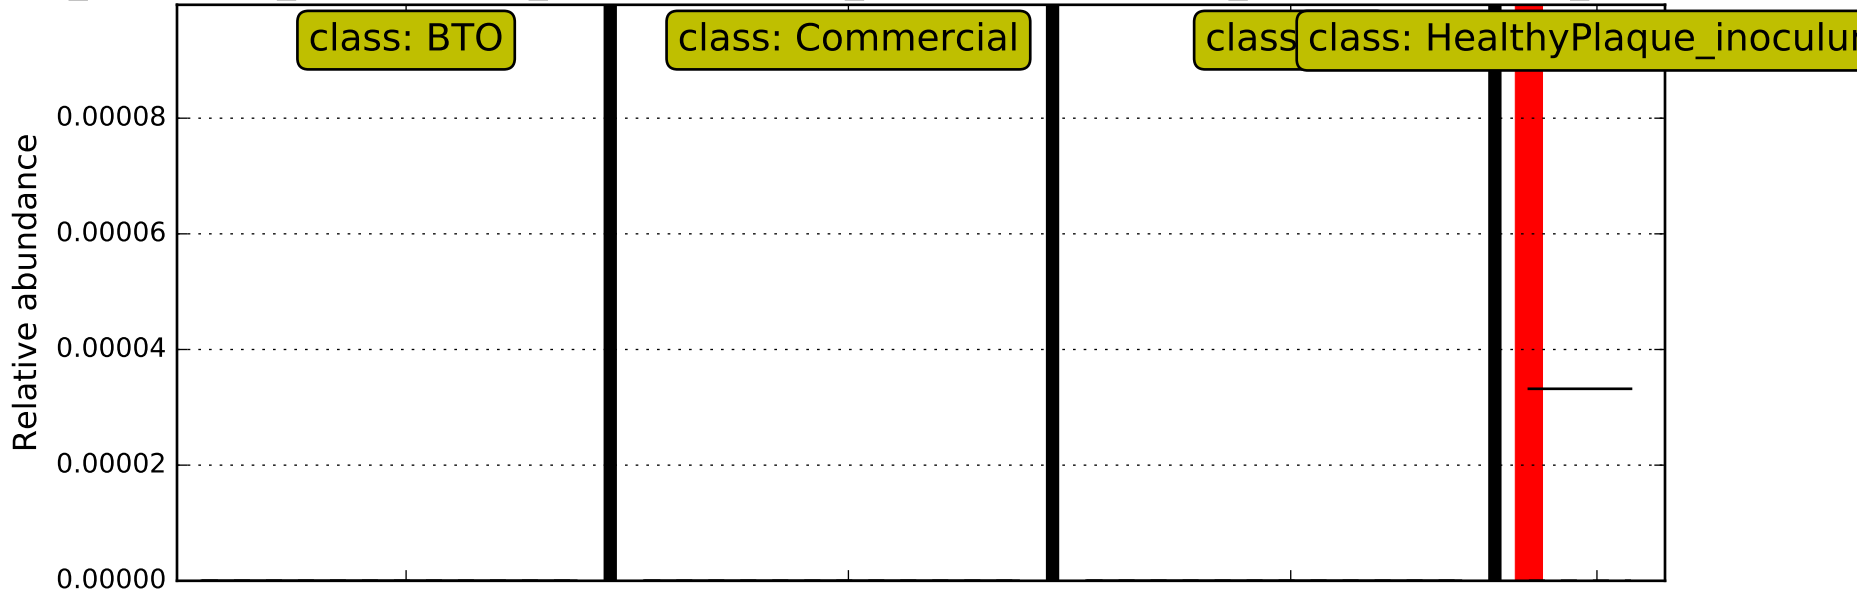 class: BTO
class: Commercial
class
class: HealthyPlaque_inoculu
0.00008
0.00006
0.00004
0.00002
0.00000
Relative abundance